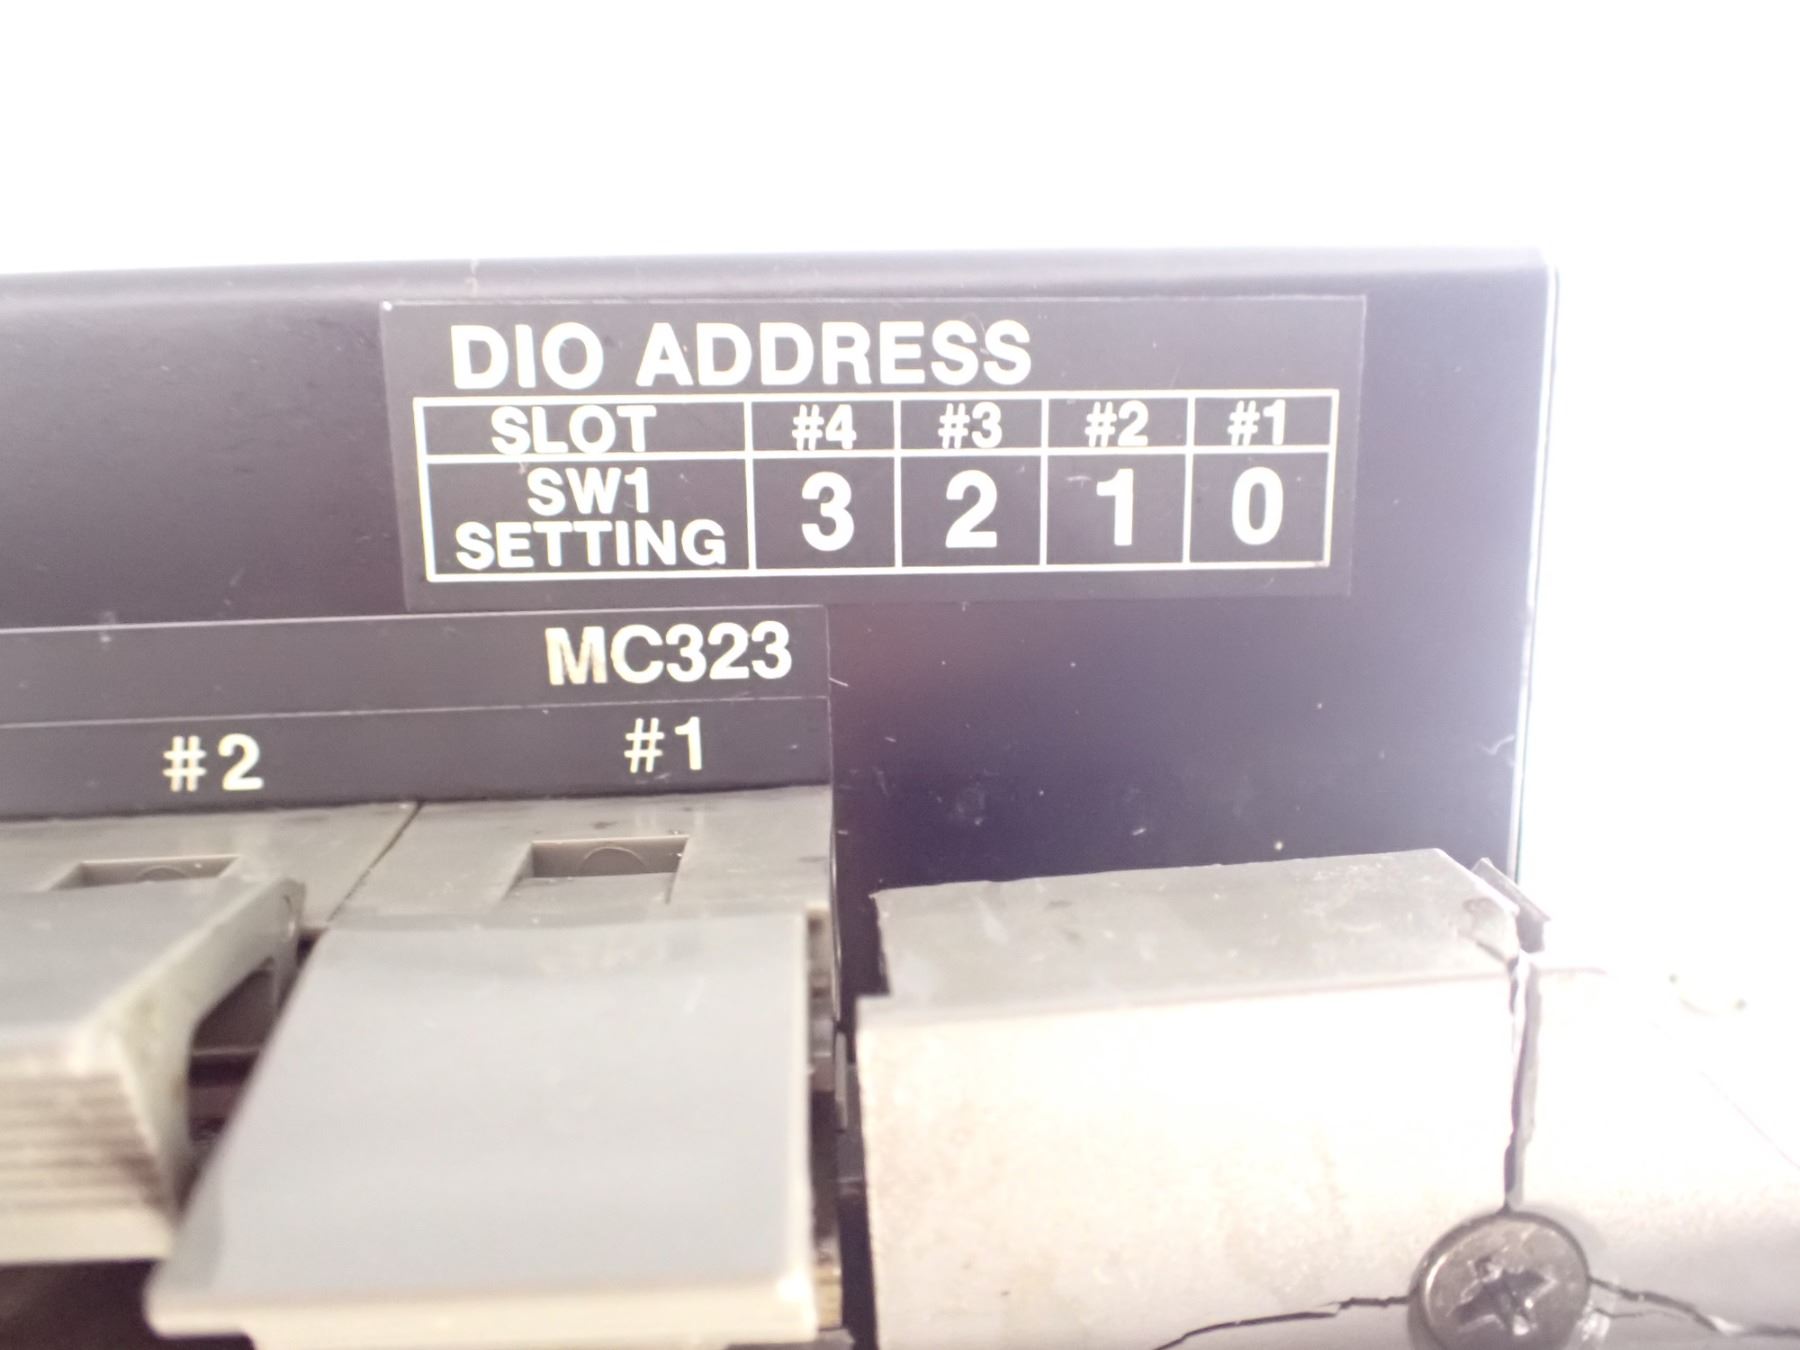 DIO ADDRESS
SLOT #4 #3 #2 #1
SW1 SETTING 3 2 1 0
MC323
#2 #1